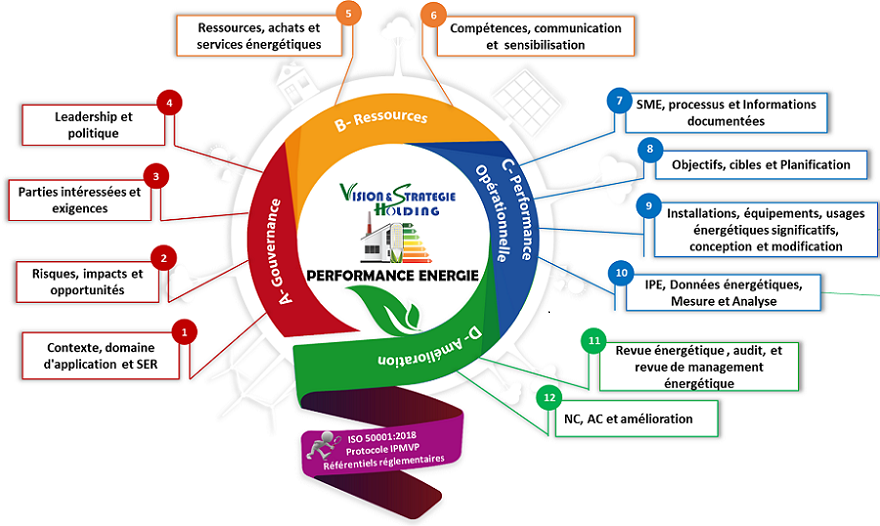 5
Ressources, achats et
services énergétiques
6
Compétences, communication
et sensibilisation
4
Leadership et
politique
3
Parties intéressées et
exigences
2
Risques, impacts et
opportunités
1
Contexte, domaine
d'application et SER
A- Gouvernance
B- Ressources
C- Performance
Opérationnelle
D- Amélioration
VISION & STRATEGIE
HOLDING
PERFORMANCE ENERGIE
7
SME, processus et Informations
documentées
8
Objectifs, cibles et Planification
9
Installations, équipements, usages
énergétiques significatifs,
conception et modification
10
IPE, Données énergétiques,
Mesure et Analyse
11
Revue énergétique , audit, et
revue de management
énergétique
12
NC, AC et amélioration
ISO 50001:2018
Protocole IPMVP
Référentiels réglementaires